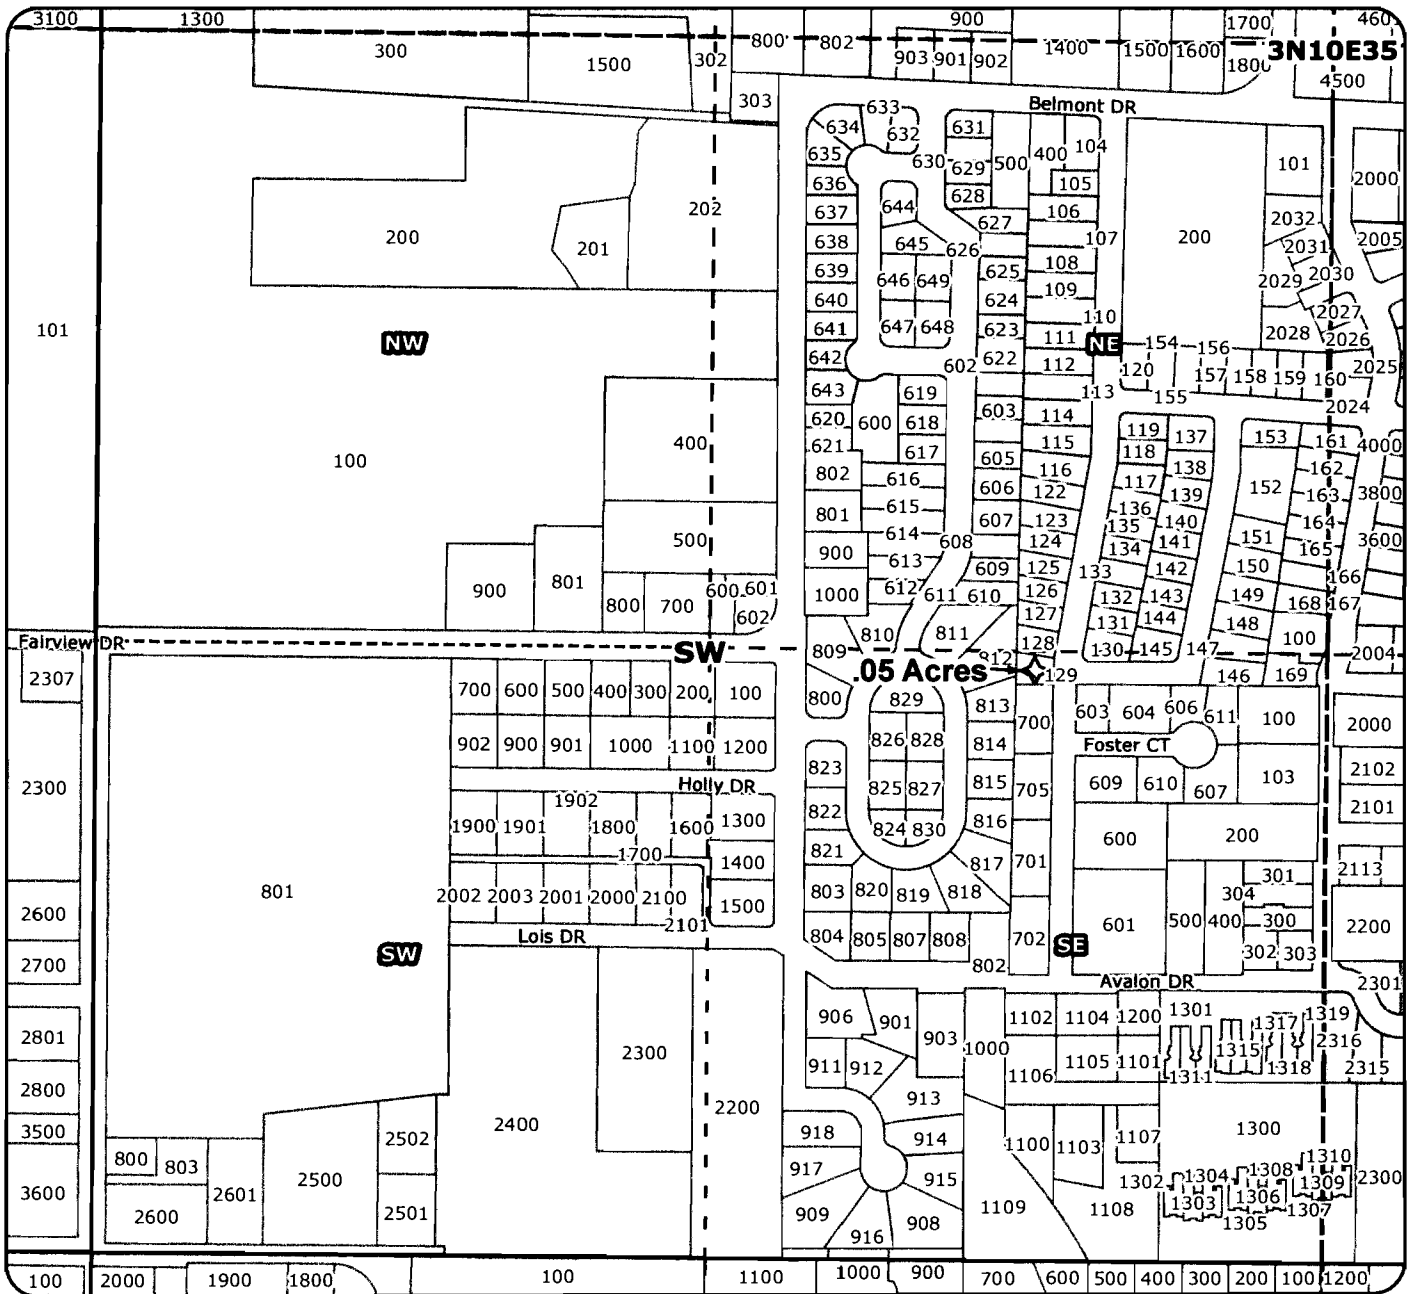 3100 1300 900 1700 460
300 1500 302 800 802 903 901 902 1400 1500 1600 1800 3N10E35
4500
303 Belmont DR
633
634 632 631 104
635 630 629 500 400 101
636 628 105 2000
202 637 644 627 106 2032
200 201 638 645 626 107 200 2031 2005
639 646 649 625 108 2029 2030
640 624 109 2027
101 641 647 648 623 110 2028 2026
NW 642 602 622 111 NE 154 156 2025
112 120 157 158 159 160
643 619 113 155 2024
620 600 618 603 114 119 137 153 161 4000
400 621 617 115 118 138 162
100 802 616 605 116 117 139 152 163 3800
615 606 122 136
801 614 607 123 135 140 164
500 900 613 608 124 134 141 151 165 3600
900 801 612 609 125 133 142 150 166
800 700 600 601 1000 611 610 126 132 143 149 168 167
602 127 131 144 148
810 811 128 100
Fairview DR SW 809 812 130 145 147 2004
2307 .05 Acres 129 146 169
700 600 500 400 300 200 100 800 829 813 700 603 604 606 611 100 2000
902 900 901 1000 1100 1200 826 828 814 Foster CT
823 2102
2300 Holly DR 825 827 815 705 609 610 607 103 2101
1902 822
1900 1901 1800 1600 1300 824 830 816 600 200
1700 1400 821 817 701 2113
801 2002 2003 2001 2000 2100 1500 803 820 819 818 301
304
2600 2101 601 500 400 300 2200
Lois DR 804 805 807 808 702 SE 302 303
2700 SW 802 Avalon DR 2301
906 901 1102 1104 1200 1301 1317 1319
2801 2300 903 1000 1315 2316
911 912 1105 1101 1318 2315
2800 1106 1311
2200 913
3500 2502 2400 918 914 1100 1103 1107 1300
800 803 917 1310
3600 2500 915 1302 1304 1308 1309 2300
2601 909 1109 1303 1306
2600 2501 908 1108 1305 1307
916
100 2000 1900 1800 100 1100 1000 900 700 600 500 400 300 200 100 1200